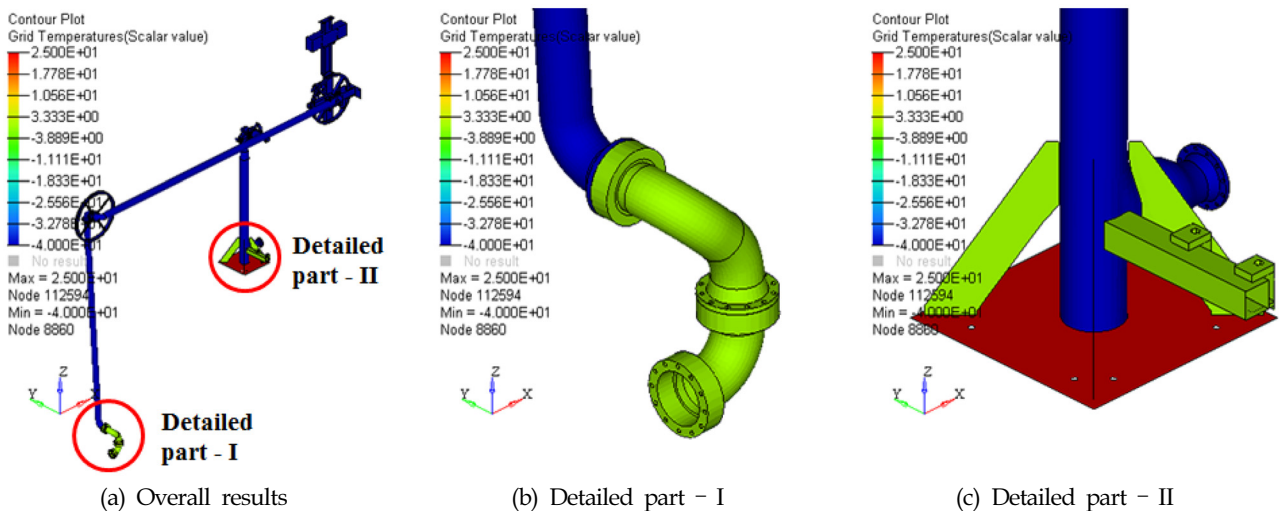 Contour Plot
Grid Temperatures(Scalar value)
2.500E+01
1.778E+01
1.056E+01
3.333E+00
-3.889E+00
-1.111E+01
-1.833E+01
-2.556E+01
-3.278E+01
-4.000E+01
No result
Max = 2.500E+01
Node 112594
Min = -4.000E+01
Node 8860
Z
Y
X
Detailed
part - II
Detailed
part - I
(a) Overall results
Contour Plot
Grid Temperatures(Scalar value)
2.500E+01
1.778E+01
1.056E+01
3.333E+00
-3.889E+00
-1.111E+01
-1.833E+01
-2.556E+01
-3.278E+01
-4.000E+01
No result
Max = 2.500E+01
Node 112594
Min = -4.000E+01
Node 8860
Z
Y
X
(b) Detailed part - I
Contour Plot
Grid Temperatures(Scalar value)
2.500E+01
1.778E+01
1.056E+01
3.333E+00
-3.889E+00
-1.111E+01
-1.833E+01
-2.556E+01
-3.278E+01
-4.000E+01
No result
Max = 2.500E+01
Node 112594
Min = -4.000E+01
Node 8860
Z
Y
X
(c) Detailed part - II